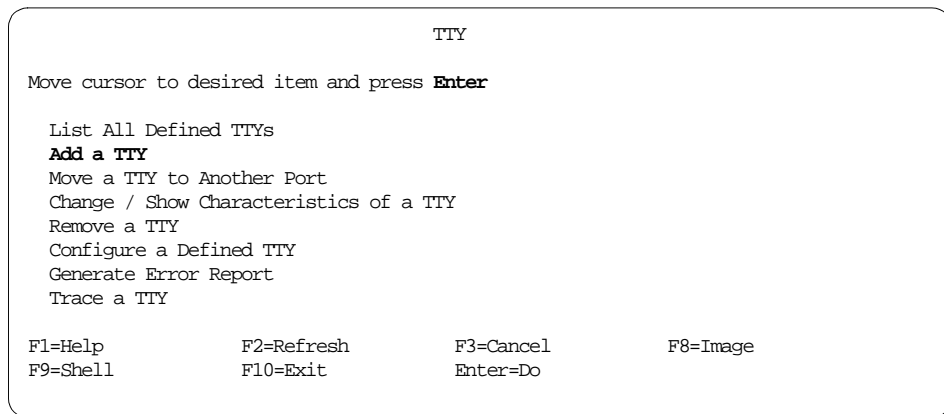 TTY
Move cursor to desired item and press Enter
List All Defined TTYs
Add a TTY
Move a TTY to Another Port
Change / Show Characteristics of a TTY
Remove a TTY
Configure a Defined TTY
Generate Error Report
Trace a TTY
F1=Help F2=Refresh F3=Cancel F8=Image
F9=Shell F10=Exit Enter=Do